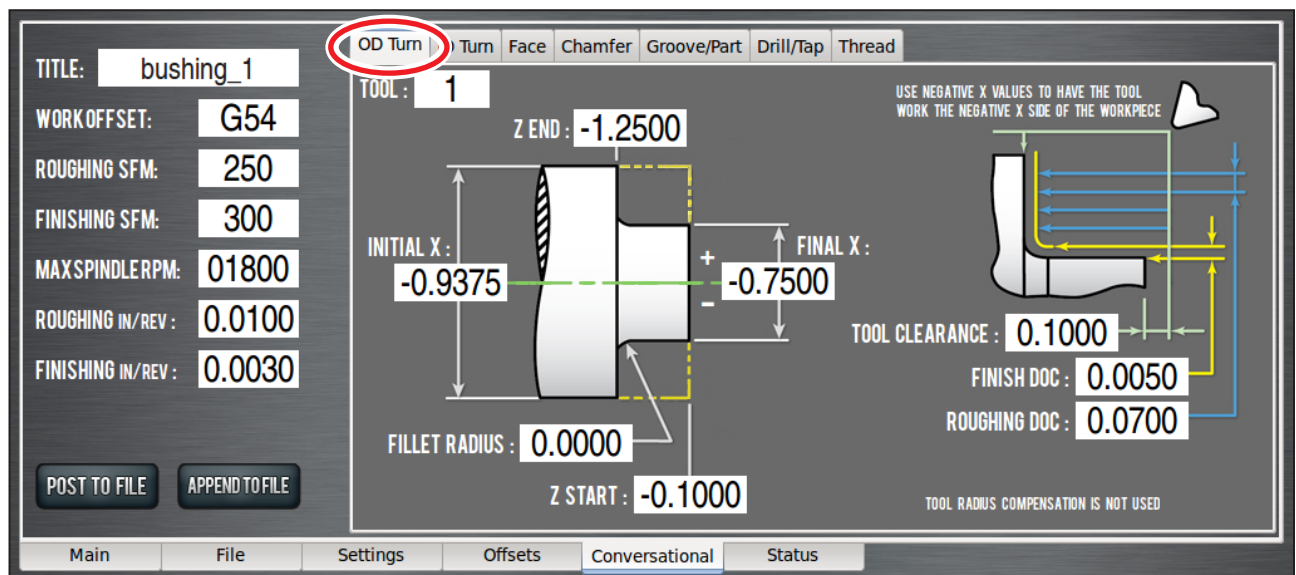 OD Turn Turn Face Chamfer Groove/Part Drill/Tap Thread
TITLE: bushing_1
WORK OFFSET: G54
ROUGHING SFM: 250
FINISHING SFM: 300
MAX SPINDLE RPM: 01800
ROUGHING IN/REV : 0.0100
FINISHING IN/REV : 0.0030
POST TO FILE APPEND TO FILE
TOOL : 1
Z END : -1.2500
INITIAL X :
-0.9375
+
-
FINAL X :
-0.7500
FILLET RADIUS : 0.0000
Z START : -0.1000
USE NEGATIVE X VALUES TO HAVE THE TOOL
WORK THE NEGATIVE X SIDE OF THE WORKPIECE
TOOL CLEARANCE : 0.1000
FINISH DOC : 0.0050
ROUGHING DOC : 0.0700
TOOL RADIUS COMPENSATION IS NOT USED
Main File Settings Offsets Conversational Status